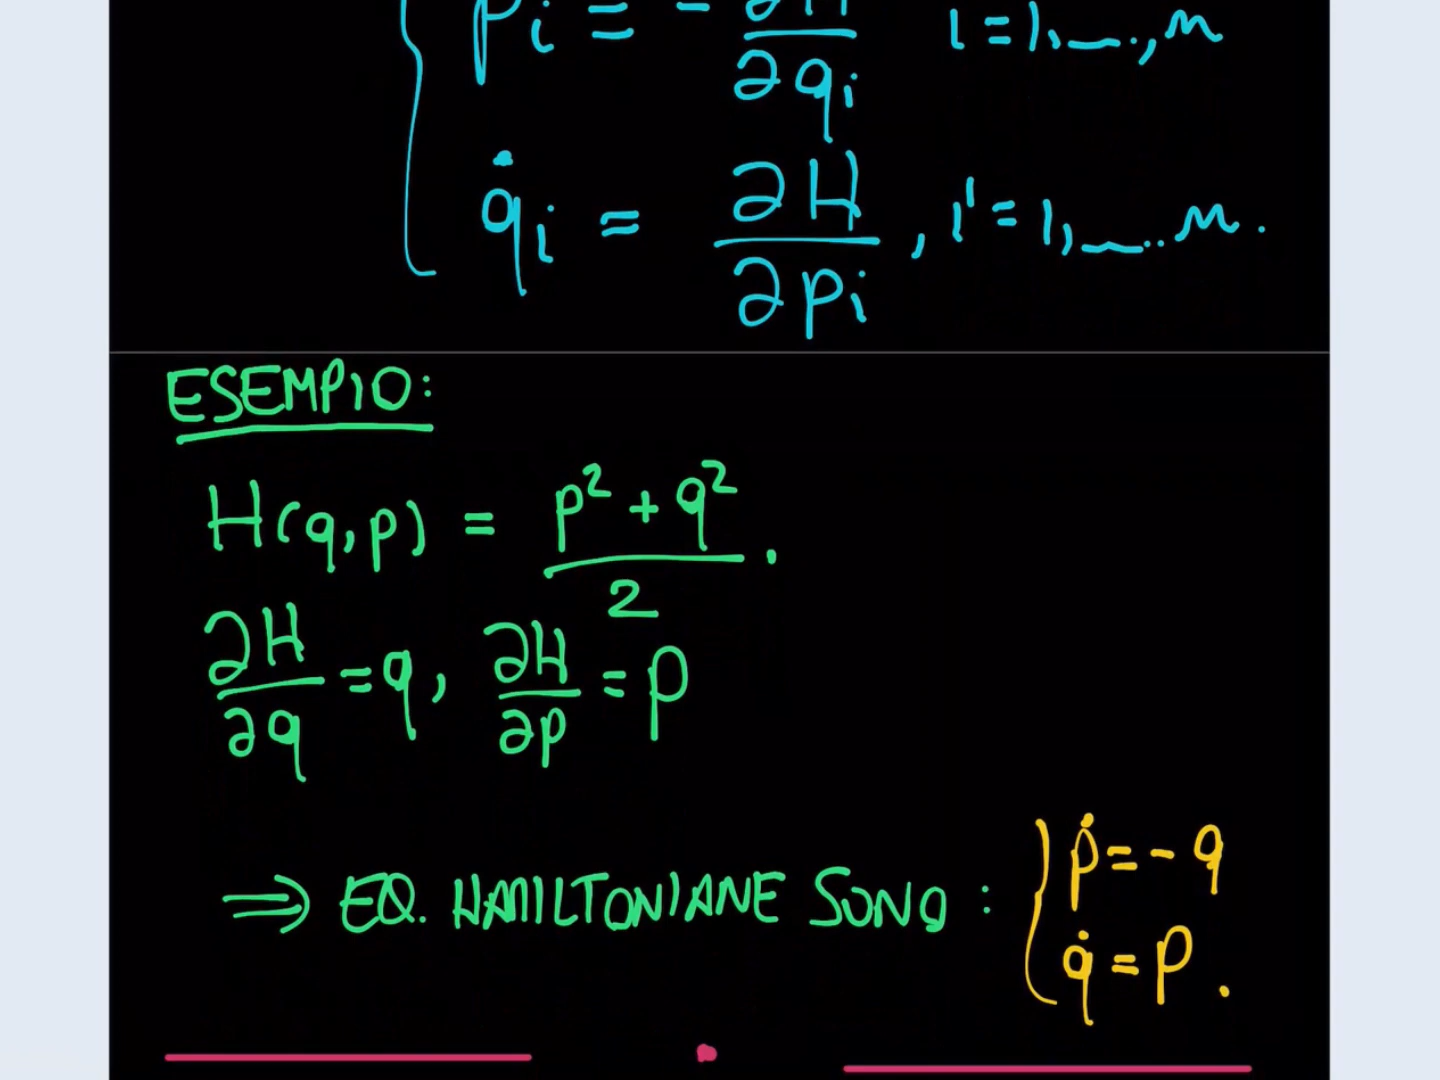 ṗi = - ∂H/∂qi i = 1, ..., n
q̇i = ∂H/∂pi , i = 1, ... n.
ESEMPIO:
H(q,p) = (p² + q²)/2 .
∂H/∂q = q, ∂H/∂p = p
⇒ EQ. HAMILTONIANE SONO : { ṗ = - q
q̇ = p .